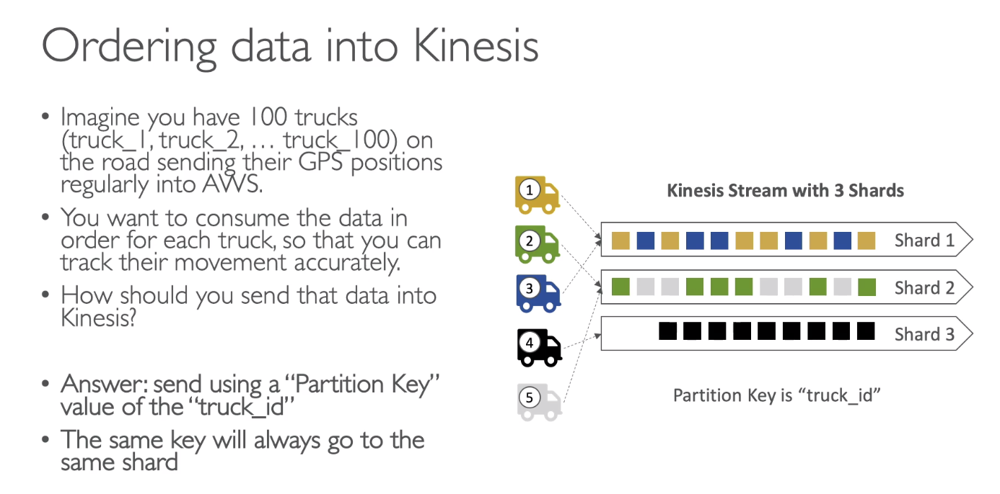 Ordering data into Kinesis
• Imagine you have 100 trucks
(truck_1, truck_2, … truck_100) on
the road sending their GPS positions
regularly into AWS.
• You want to consume the data in
order for each truck, so that you can
track their movement accurately.
• How should you send that data into
Kinesis?
• Answer: send using a “Partition Key”
value of the “truck_id”
• The same key will always go to the
same shard
Kinesis Stream with 3 Shards
1
2
3
4
5
Shard 1
Shard 2
Shard 3
Partition Key is “truck_id”